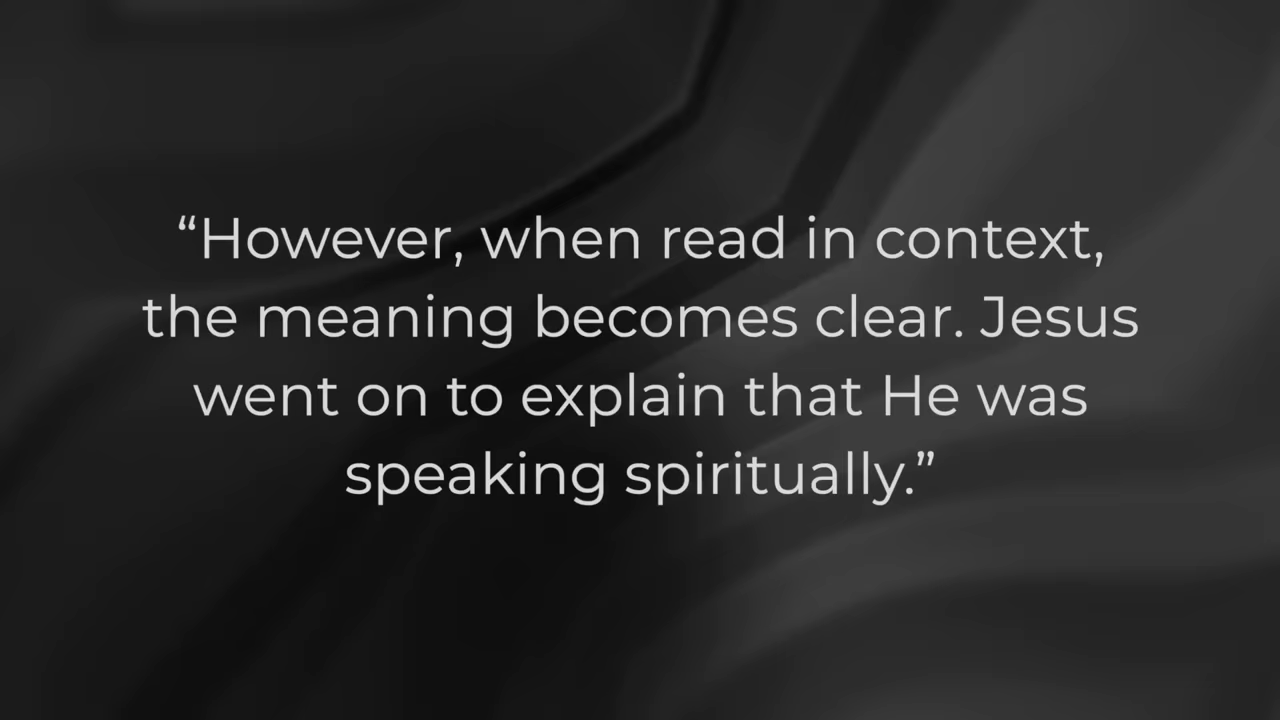 “However, when read in context,
the meaning becomes clear. Jesus
went on to explain that He was
speaking spiritually.”